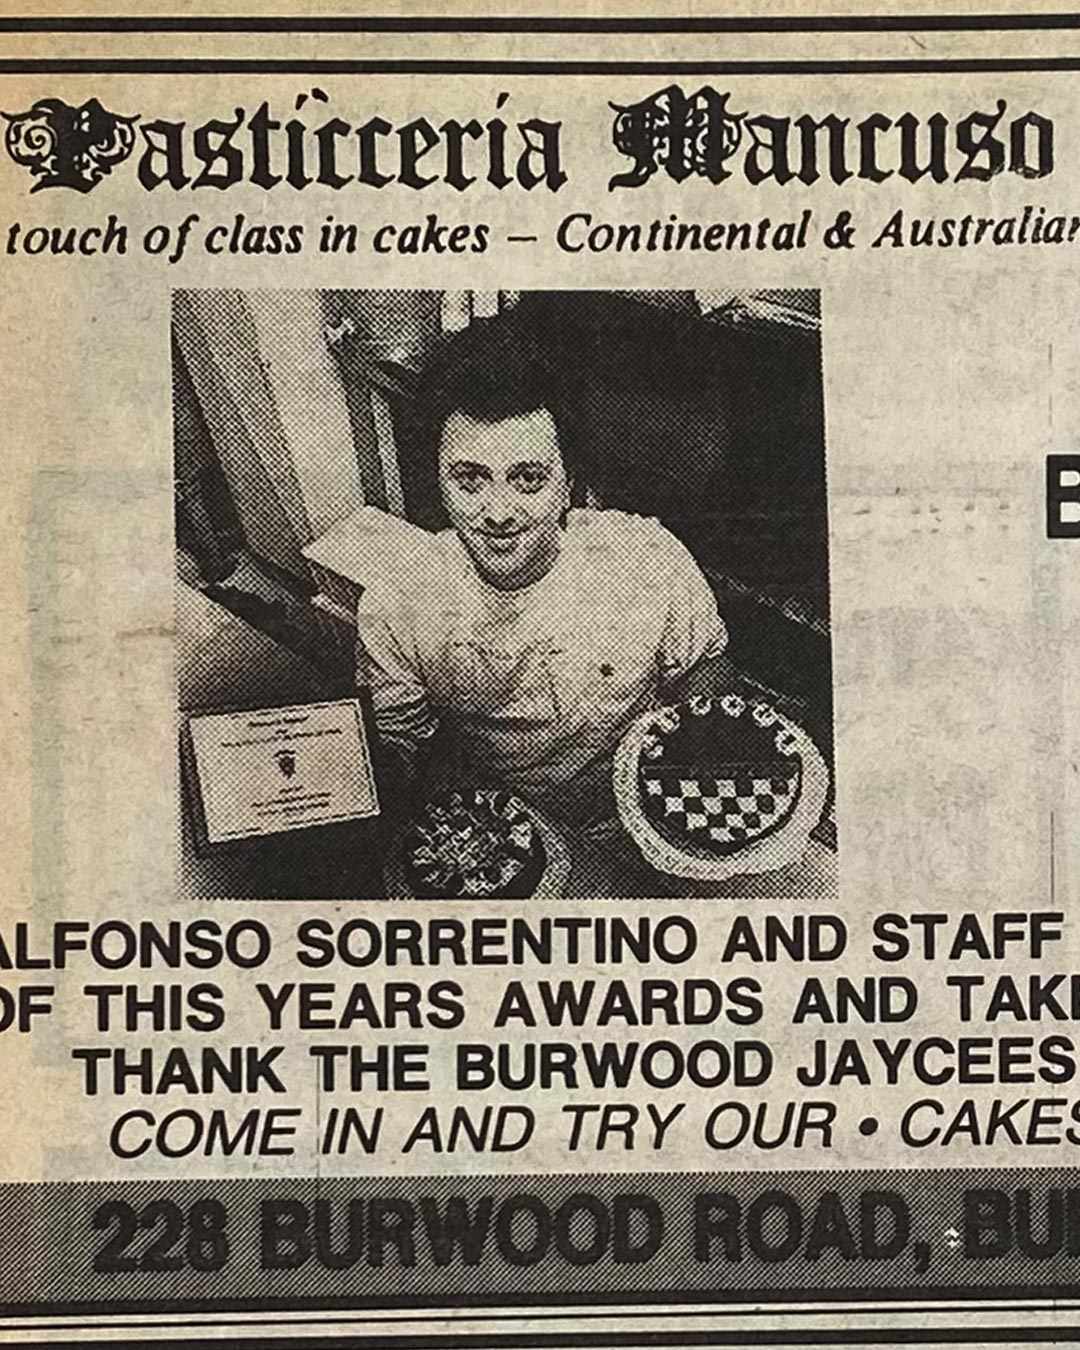 Pasticceria Mancuso
touch of class in cakes – Continental & Australian
B
ALFONSO SORRENTINO AND STAFF
OF THIS YEARS AWARDS AND TAKE
THANK THE BURWOOD JAYCEES
COME IN AND TRY OUR • CAKES
228 BURWOOD ROAD, BUR